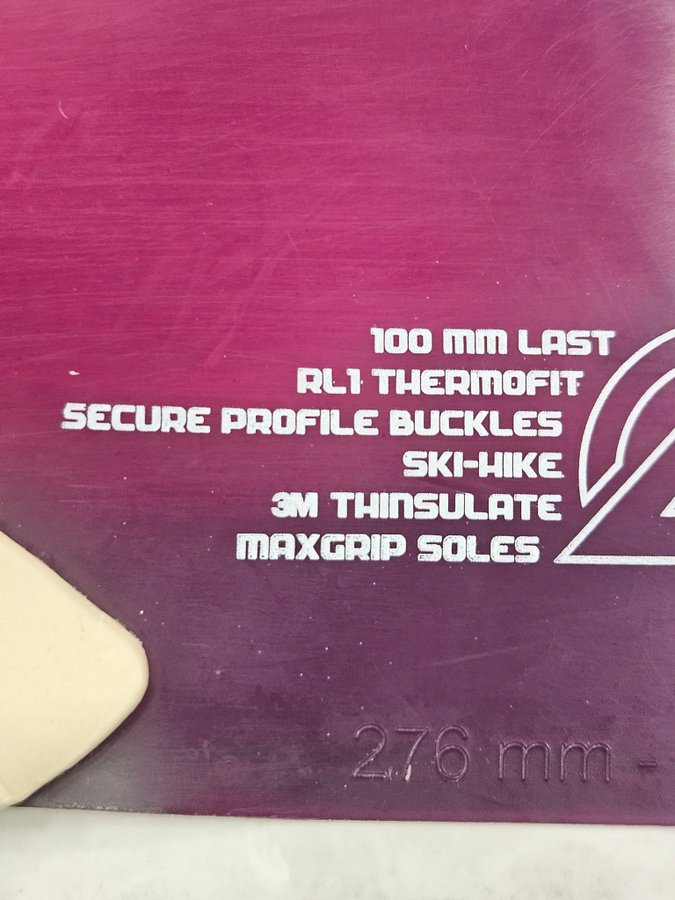 100 MM LAST
RL1 THERMOFIT
SECURE PROFILE BUCKLES
SKI-HIKE
3M THINSULATE
MAXGRIP SOLES
276 mm -